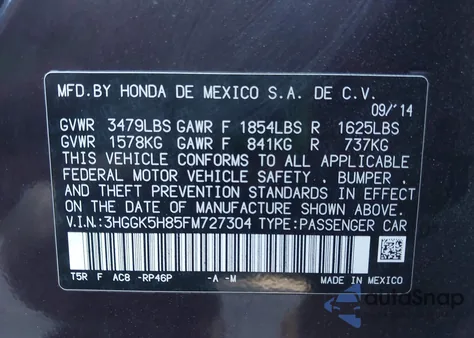 MFD.BY HONDA DE MEXICO S.A. DE C.V.
09/'14
GVWR 3479LBS GAWR F 1854LBS R 1625LBS
GVWR 1578KG GAWR F 841KG R 737KG
THIS VEHICLE CONFORMS TO ALL APPLICABLE
FEDERAL MOTOR VEHICLE SAFETY , BUMPER ,
AND THEFT PREVENTION STANDARDS IN EFFECT
ON THE DATE OF MANUFACTURE SHOWN ABOVE.
V.I.N:3HGGK5H85FM727304 TYPE:PASSENGER CAR
T5R F ACB -RP46P -A -M
MADE IN MEXICO
autoSnap